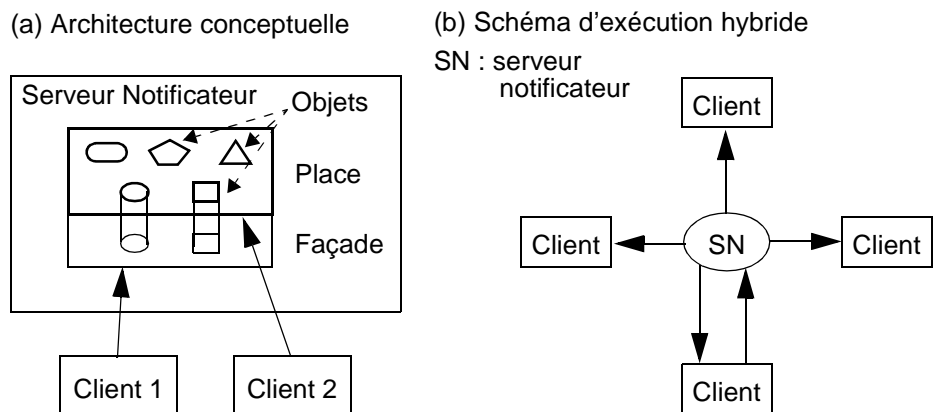 (a) Architecture conceptuelle
Serveur Notificateur
Objets
Place
Façade
Client 1
Client 2
(b) Schéma d'exécution hybride
SN : serveur
notificateur
Client
Client
SN
Client
Client